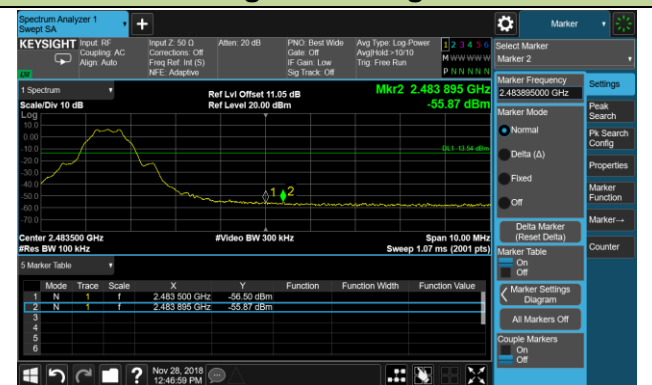 Spectrum Analyzer 1
Swept SA
+
Marker
KEYSIGHT
Input: RF
Coupling: AC
Align: Auto
Input Z: 50 Ω
Corrections: Off
Freq Ref: Int (S)
NFE: Adaptive
Atten: 20 dB
PNO: Best Wide
Gate: Off
IF Gain: Low
Sig Track: Off
Avg Type: Log-Power
Avg|Hold:>10/10
Trig: Free Run
1 2 3 4 5 6
M W W W W W
P N N N N N
Select Marker
Marker 2
LXI
1 Spectrum
Scale/Div 10 dB
Ref Lvl Offset 11.05 dB
Ref Level 20.00 dBm
Mkr2 2.483 895 GHz
-55.87 dBm
Log
10.0
0.00
-10.0
-20.0
-30.0
-40.0
-50.0
-60.0
-70.0
DL1 -13.54 dBm
1
2
Center 2.483500 GHz
#Res BW 100 kHz
#Video BW 300 kHz
Span 10.00 MHz
Sweep 1.07 ms (2001 pts)
5 Marker Table
Mode Trace Scale X Y Function Function Width Function Value
1 N 1 f 2.483 500 GHz -56.50 dBm
2 N 1 f 2.483 895 GHz -55.87 dBm
3
4
5
6
Marker Frequency
2.483895000 GHz
Marker Mode
Normal
Delta (Δ)
Fixed
Off
Delta Marker
(Reset Delta)
Marker Table
On
Off
Marker Settings
Diagram
All Markers Off
Couple Markers
On
Off
Settings
Peak
Search
Pk Search
Config
Properties
Marker
Function
Marker→
Counter
?
Nov 28, 2018
12:46:59 PM